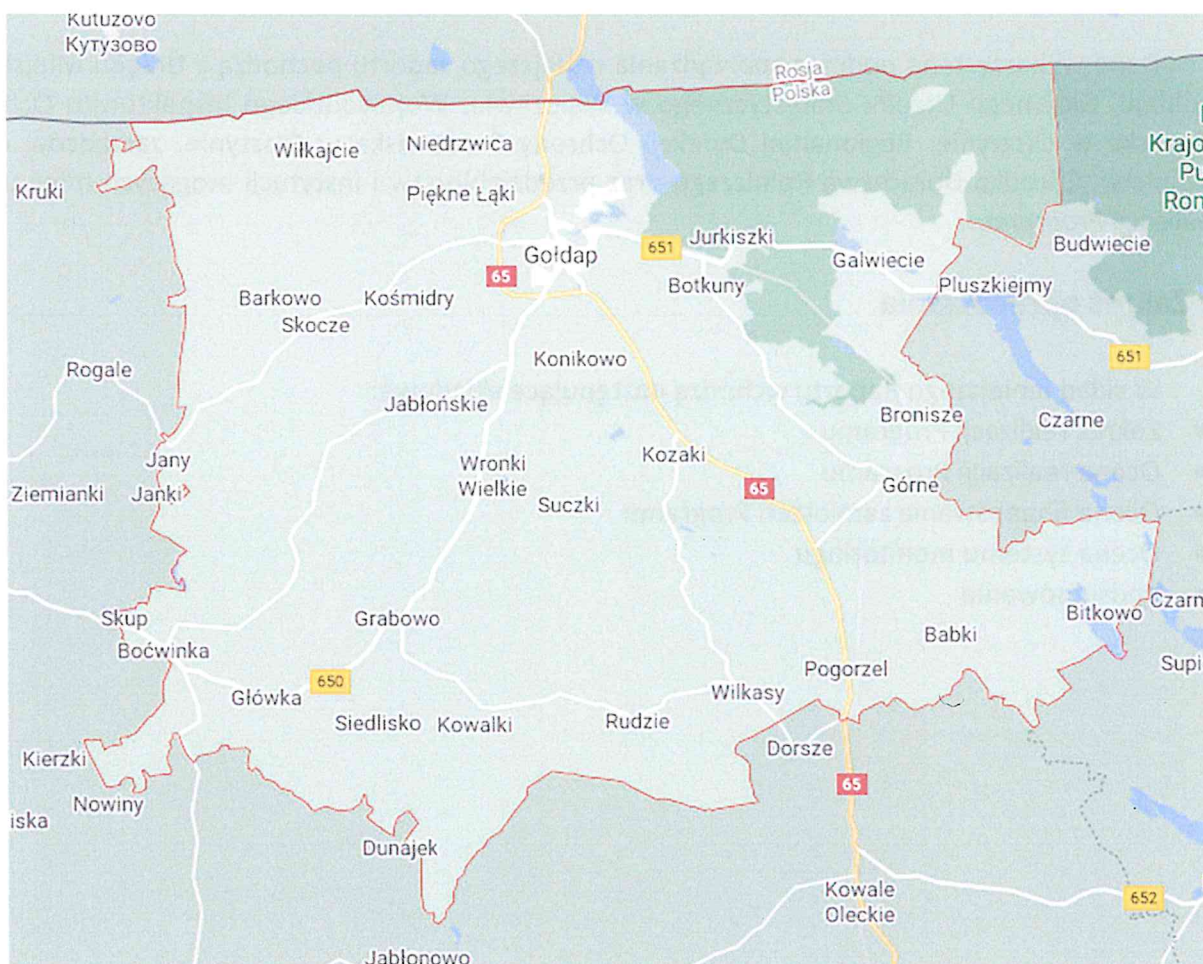 Kutuzovo
Кутузово
Rosja
Polska
Wiłkajcie
Niedrzwica
Krajo
Pu
Ron
Kruki
Piękne Łąki
Gołdap
651
Jurkiszki
Budwiecie
Galwiecie
65
Botkuny
Pluszkiejmy
Barkowo
Kośmidry
Skocze
651
Konikowo
Rogale
Jabłońskie
Bronisze
Czarne
Jany
Wronki
Wielkie
Kozaki
Ziemianki
Janki
Suczki
65
Górne
Skup
Grabowo
Bitkowo
Czarn
Boćwinka
Babki
Supi
650
Pogorzel
Główka
Wilkasy
Siedlisko
Kowalki
Rudzie
Kierzki
Dorsze
65
Nowiny
iska
Dunajek
Kowale
Oleckie
652
Jabłonowo